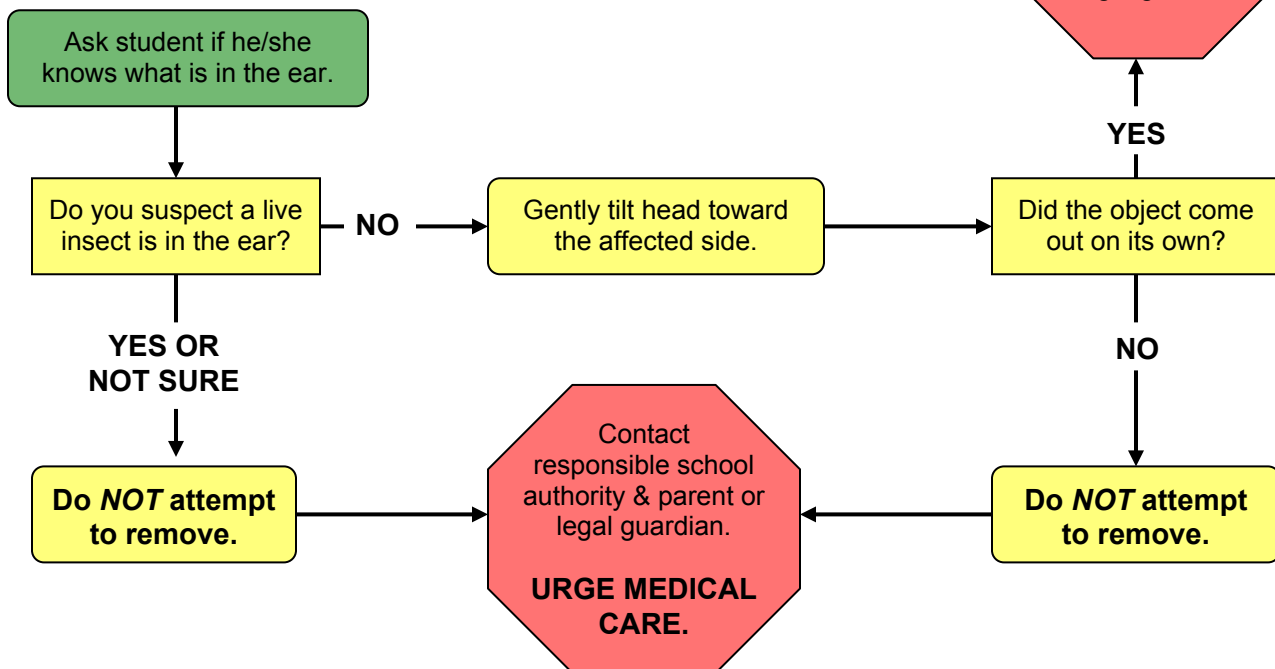 Ask student if he/she
knows what is in the ear.
YES
Do you suspect a live
insect is in the ear?
NO
Gently tilt head toward
the affected side.
Did the object come
out on its own?
YES OR
NOT SURE
NO
Contact
responsible school
authority & parent or
legal guardian.
URGE MEDICAL
CARE.
Do NOT attempt
to remove.
Do NOT attempt
to remove.